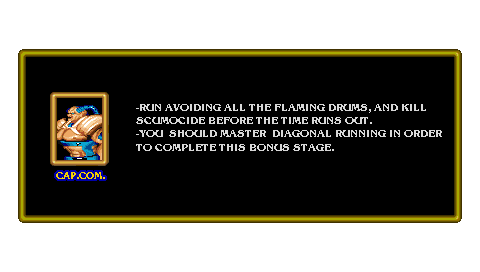 -RUN AVOIDING ALL THE FLAMING DRUMS, AND KILL
SCUMOCIDE BEFORE THE TIME RUNS OUT.
-YOU SHOULD MASTER DIAGONAL RUNNING IN ORDER
TO COMPLETE THIS BONUS STAGE.
CAP.COM.